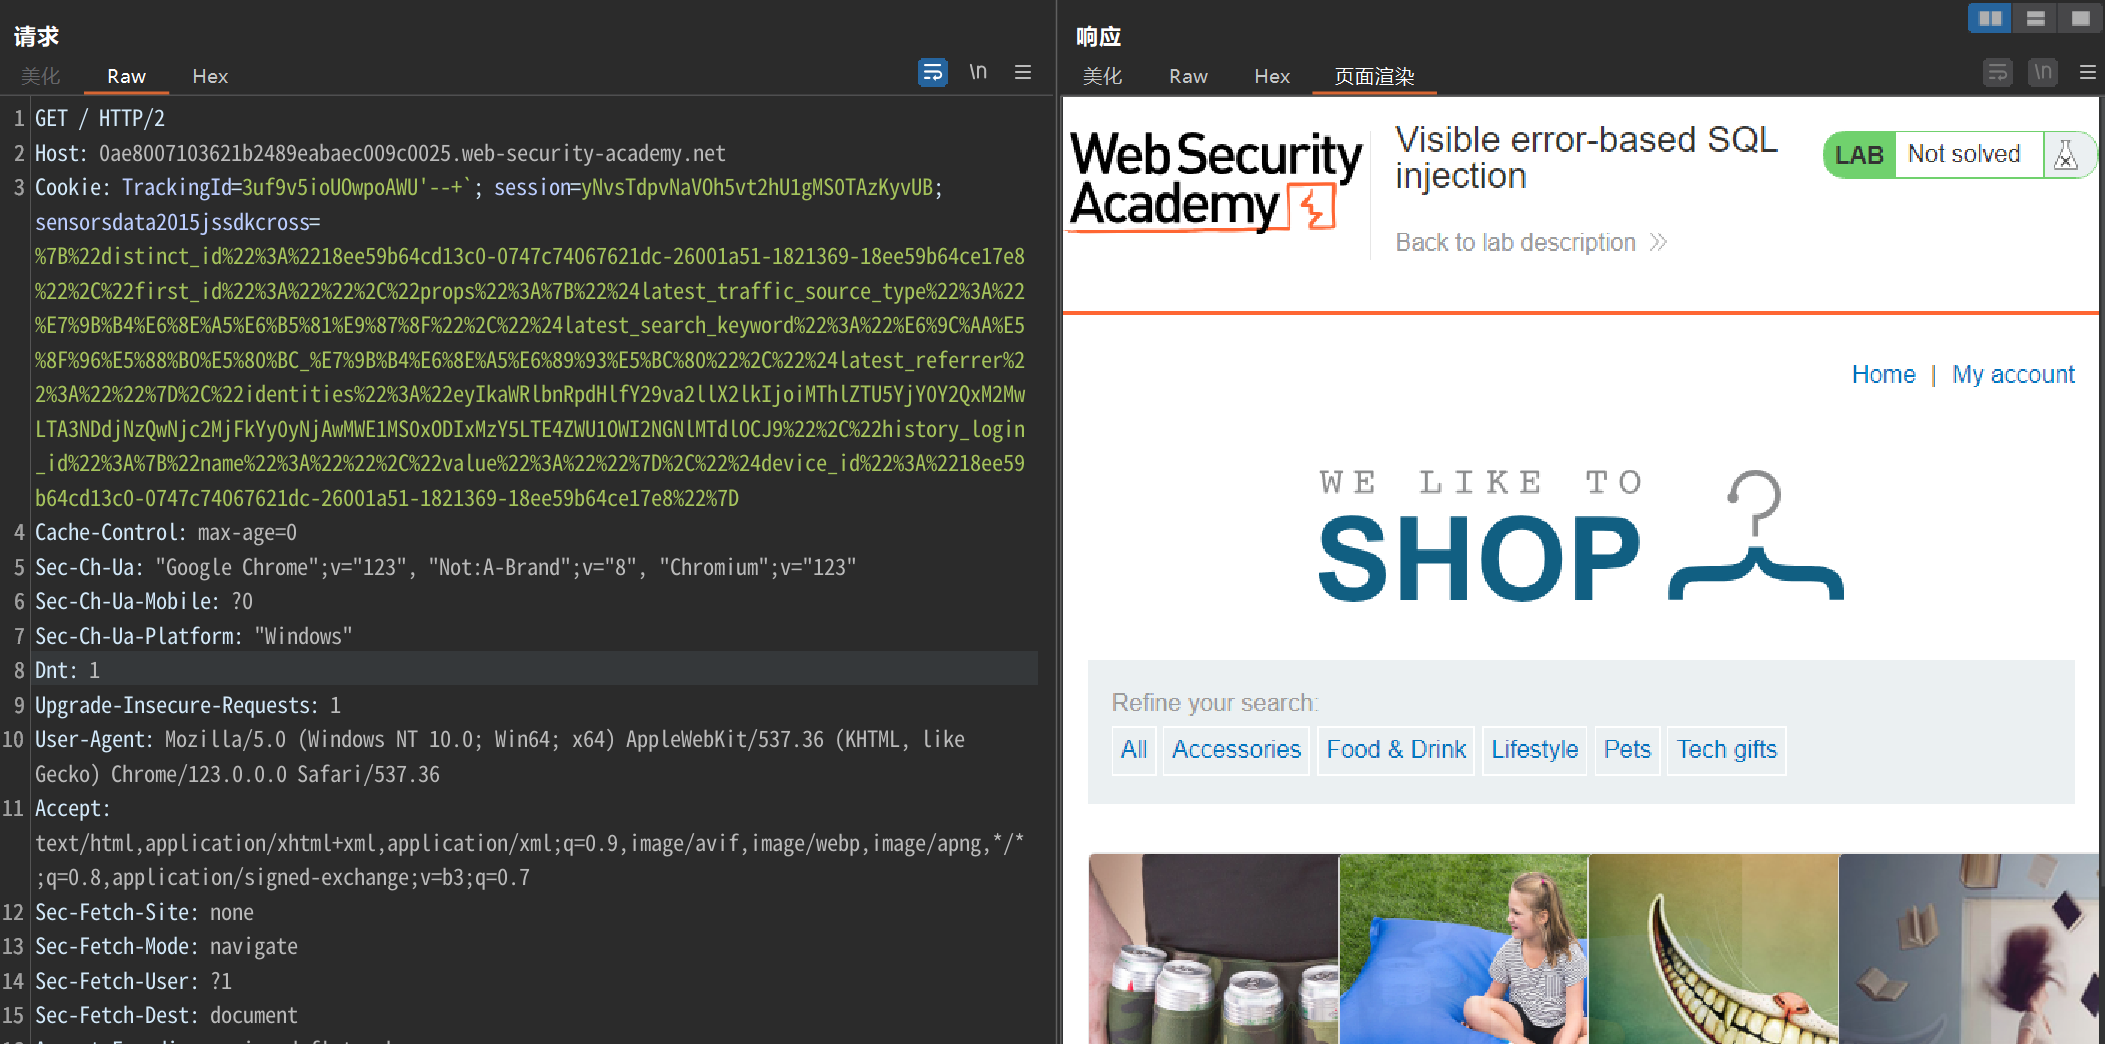 请求
美化 Raw Hex \n
1 GET / HTTP/2
2 Host: 0ae8007103621b2489eabaec009c0025.web-security-academy.net
3 Cookie: TrackingId=3uf9v5ioUOwpoAWU'--+`; session=yNvsTdpvNaVOh5vt2hU1gMSOTAzKyvUB;
sensorsdata2015jssdkcross=
%7B%22distinct_id%22%3A%2218ee59b64cd13c0-0747c74067621dc-26001a51-1821369-18ee59b64ce17e8
%22%2C%22first_id%22%3A%22%22%2C%22props%22%3A%7B%22%24latest_traffic_source_type%22%3A%22
%E7%9B%B4%E6%8E%A5%E6%B5%81%E9%87%8F%22%2C%22%24latest_search_keyword%22%3A%22%E6%9C%AA%E5
%8F%96%E5%88%B0%E5%80%BC_%E7%9B%B4%E6%8E%A5%E6%89%93%E5%BC%80%22%2C%22%24latest_referrer%2
2%3A%22%22%7D%2C%22identities%22%3A%22eyIkaWRlbnRpdHlfY29va2llX2lkIjoiMThlZTU5YjY0Y2QxM2Mw
LTA3NDdjNzQwNjc2MjFkYy0yNjAwMWE1MS0xODIxMzY5LTE4ZWU1OWI2NGNlMTdlOCJ9%22%2C%22history_login
_id%22%3A%7B%22name%22%3A%22%22%2C%22value%22%3A%22%22%7D%2C%22%24device_id%22%3A%2218ee59
b64cd13c0-0747c74067621dc-26001a51-1821369-18ee59b64ce17e8%22%7D
4 Cache-Control: max-age=0
5 Sec-Ch-Ua: "Google Chrome";v="123", "Not:A-Brand";v="8", "Chromium";v="123"
6 Sec-Ch-Ua-Mobile: ?0
7 Sec-Ch-Ua-Platform: "Windows"
8 Dnt: 1
9 Upgrade-Insecure-Requests: 1
10 User-Agent: Mozilla/5.0 (Windows NT 10.0; Win64; x64) AppleWebKit/537.36 (KHTML, like
Gecko) Chrome/123.0.0.0 Safari/537.36
11 Accept:
text/html,application/xhtml+xml,application/xml;q=0.9,image/avif,image/webp,image/apng,*/*
;q=0.8,application/signed-exchange;v=b3;q=0.7
12 Sec-Fetch-Site: none
13 Sec-Fetch-Mode: navigate
14 Sec-Fetch-User: ?1
15 Sec-Fetch-Dest: document
响应
美化 Raw Hex 页面渲染 \n
Web Security
Academy
Visible error-based SQL
injection
Back to lab description
LAB Not solved
Home | My account
WE LIKE TO
SHOP
Refine your search:
All Accessories Food & Drink Lifestyle Pets Tech gifts